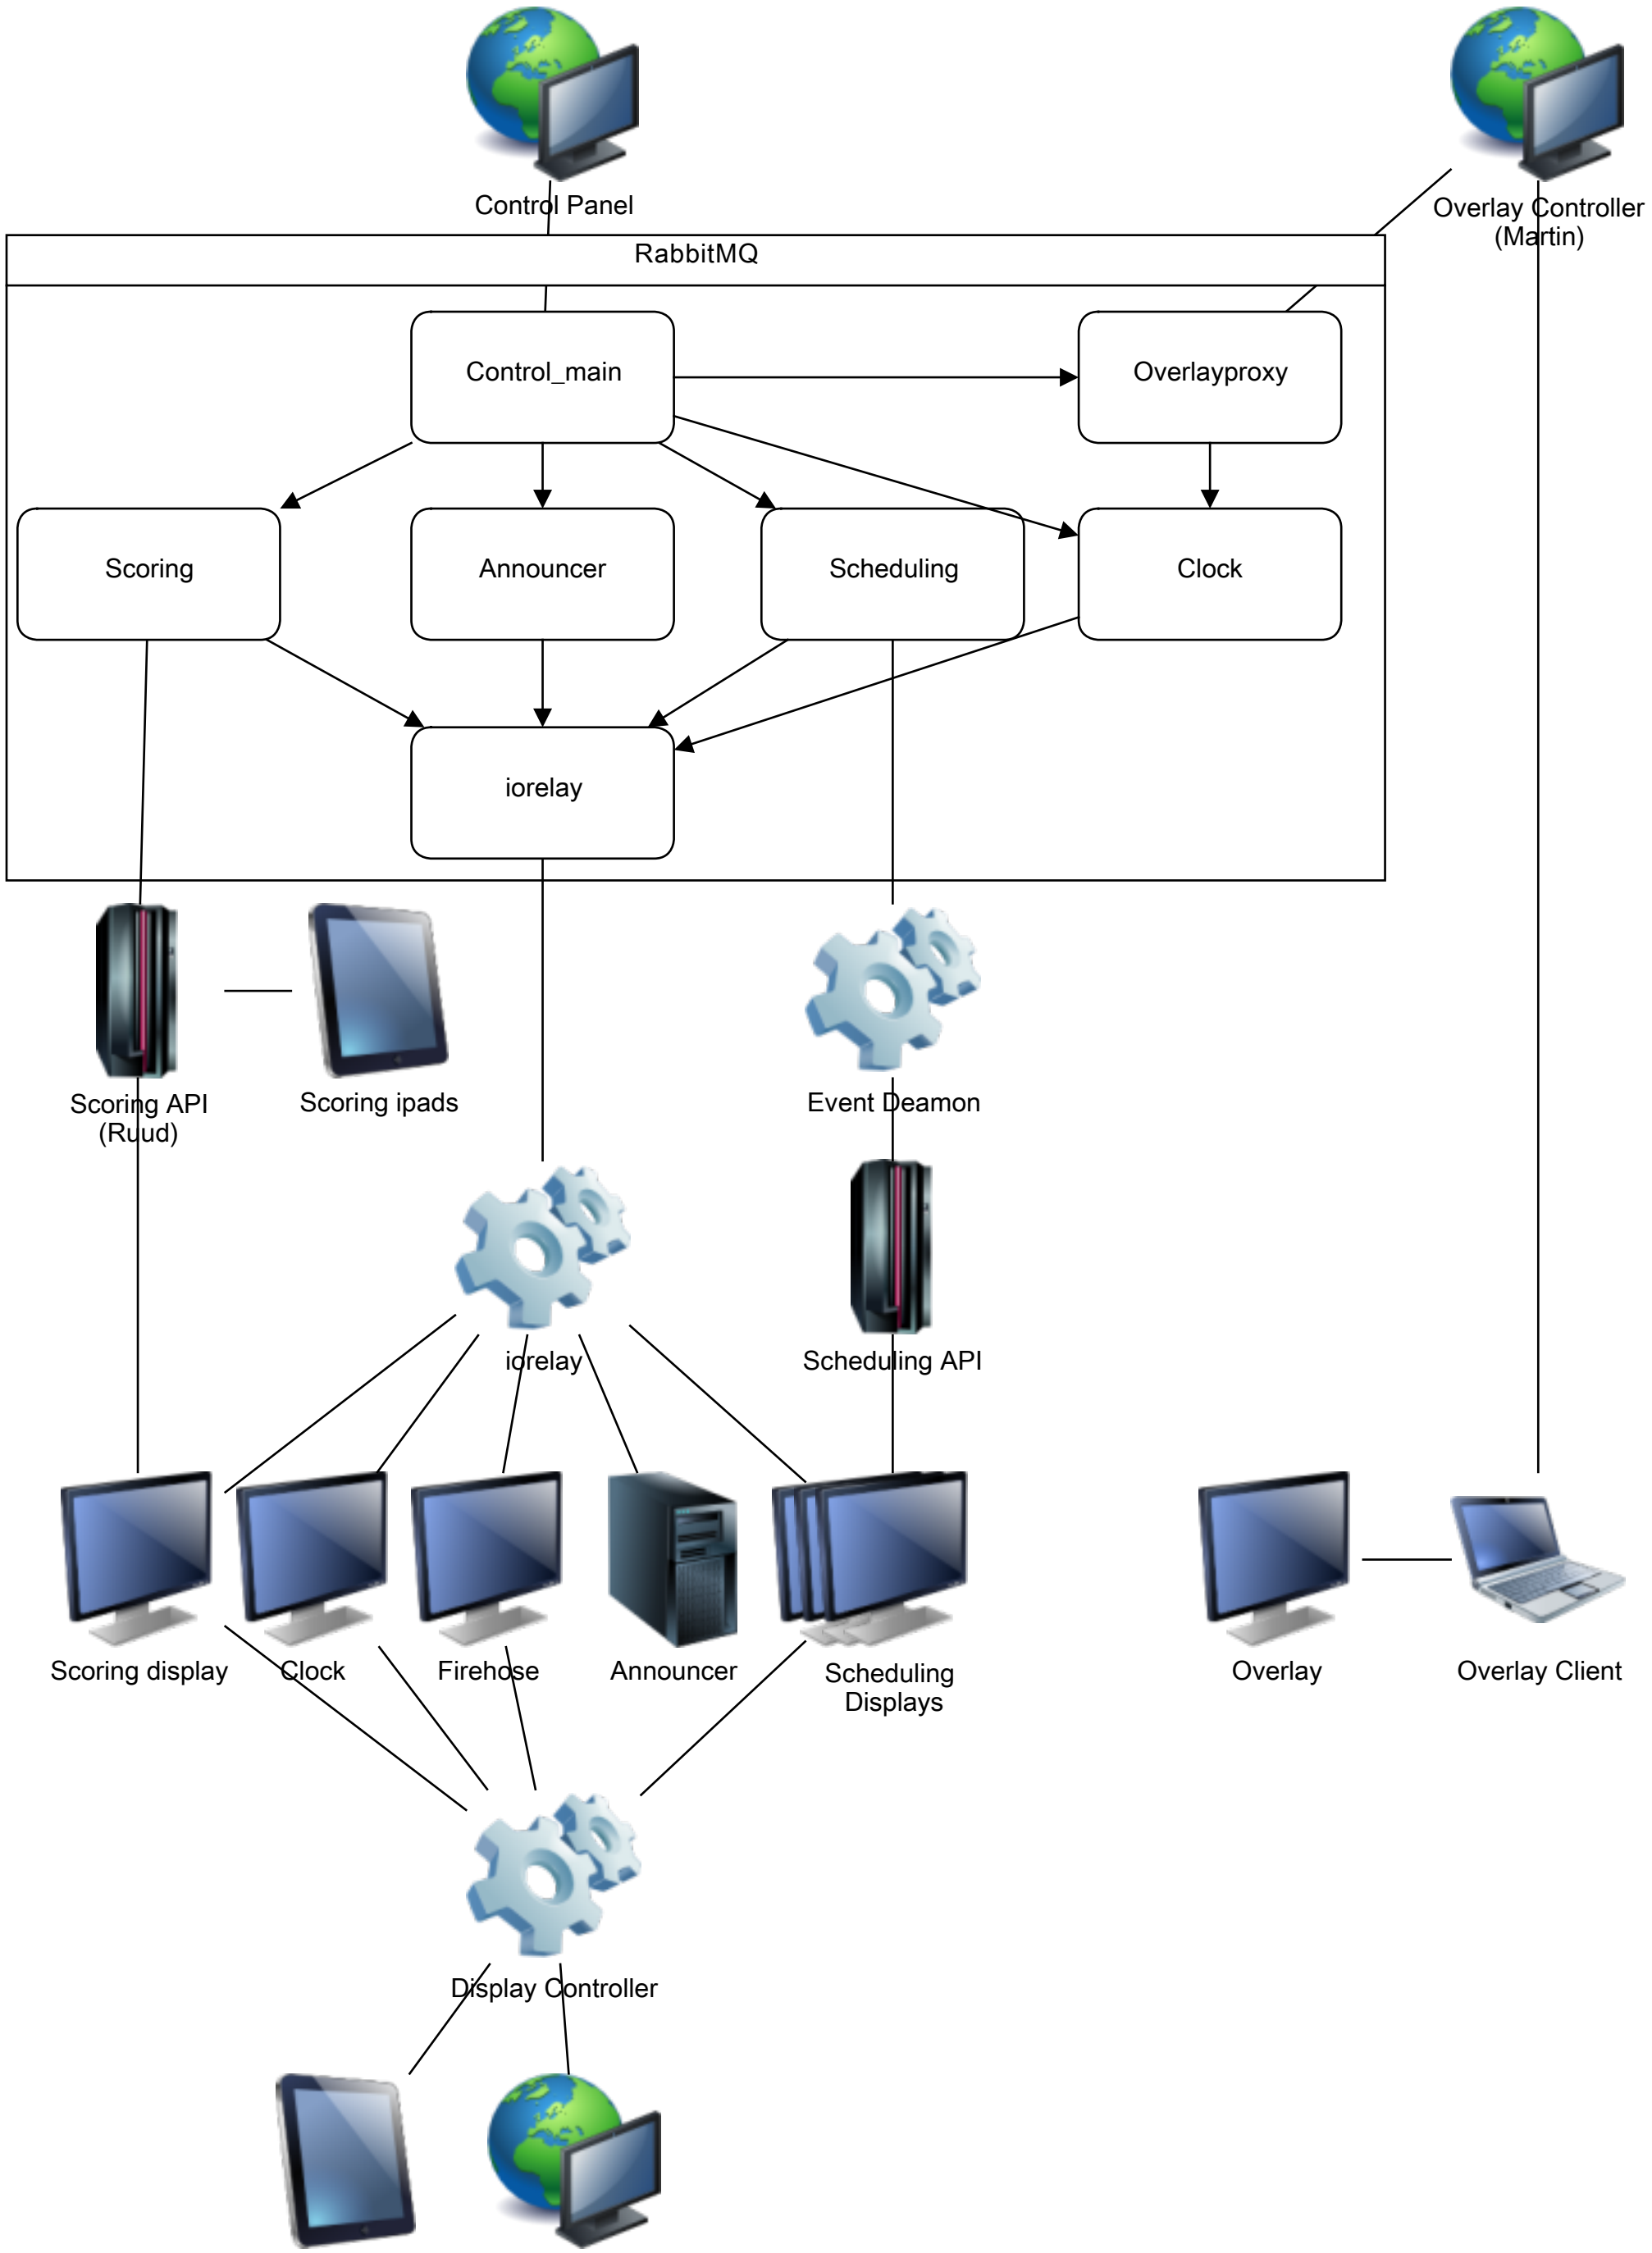 Control Panel
Overlay Controller
(Martin)
RabbitMQ
Control_main
Overlayproxy
Scoring
Announcer
Scheduling
Clock
iorelay
Scoring API
(Ruud)
Scoring ipads
Event Deamon
iorelay
Scheduling API
Scoring display
Clock
Firehose
Announcer
Scheduling
Displays
Overlay
Overlay Client
Display Controller